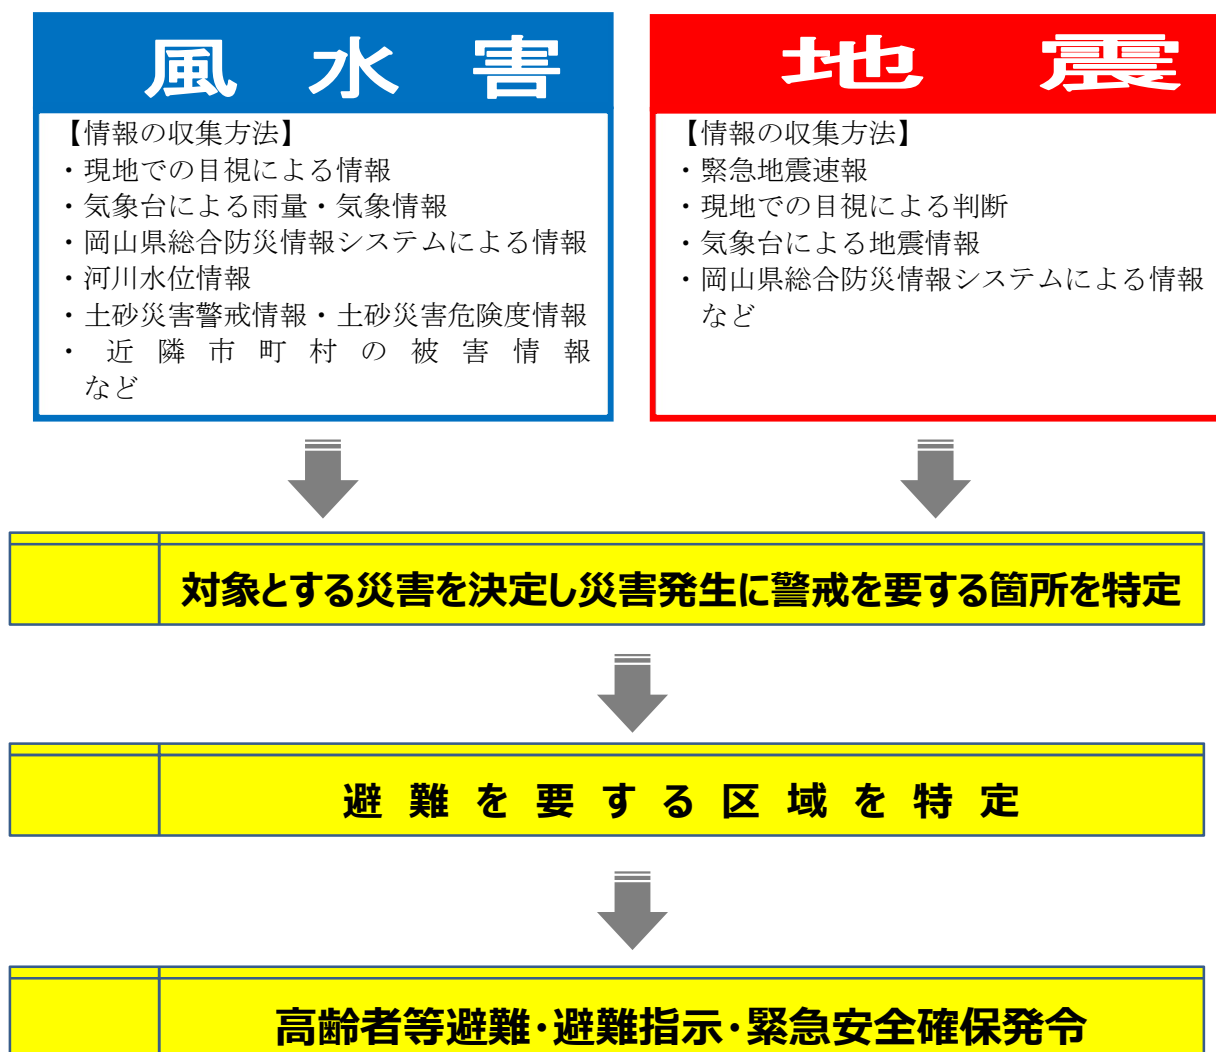 風水害
【情報の収集方法】
・現地での目視による情報
・気象台による雨量・気象情報
・岡山県総合防災情報システムによる情報
・河川水位情報
・土砂災害警戒情報・土砂災害危険度情報
・近隣市町村の被害情報
など
地震
【情報の収集方法】
・緊急地震速報
・現地での目視による判断
・気象台による地震情報
・岡山県総合防災情報システムによる情報
など
対象とする災害を決定し災害発生に警戒を要する箇所を特定
避難を要する区域を特定
高齢者等避難・避難指示・緊急安全確保発令